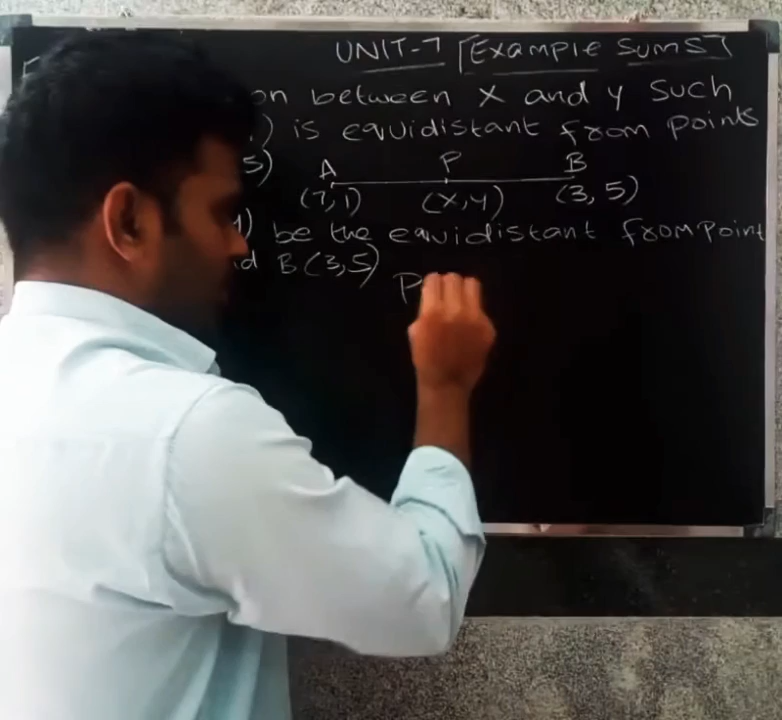 UNIT-7 [Example Sums]
on between x and y such
) is equidistant from points
5) A P B
(7,1) (x,y) (3,5)
y) be the equidistant from point
d B(3,5)
P